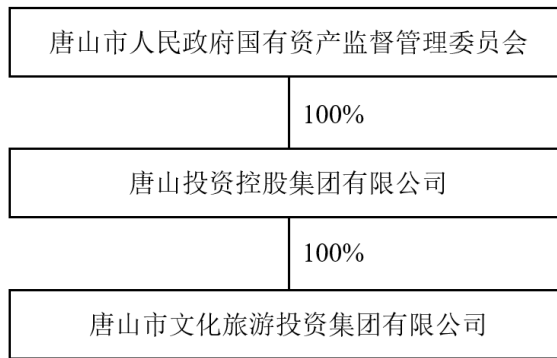 唐山市人民政府国有资产监督管理委员会
100%
唐山投资控股集团有限公司
100%
唐山市文化旅游投资集团有限公司